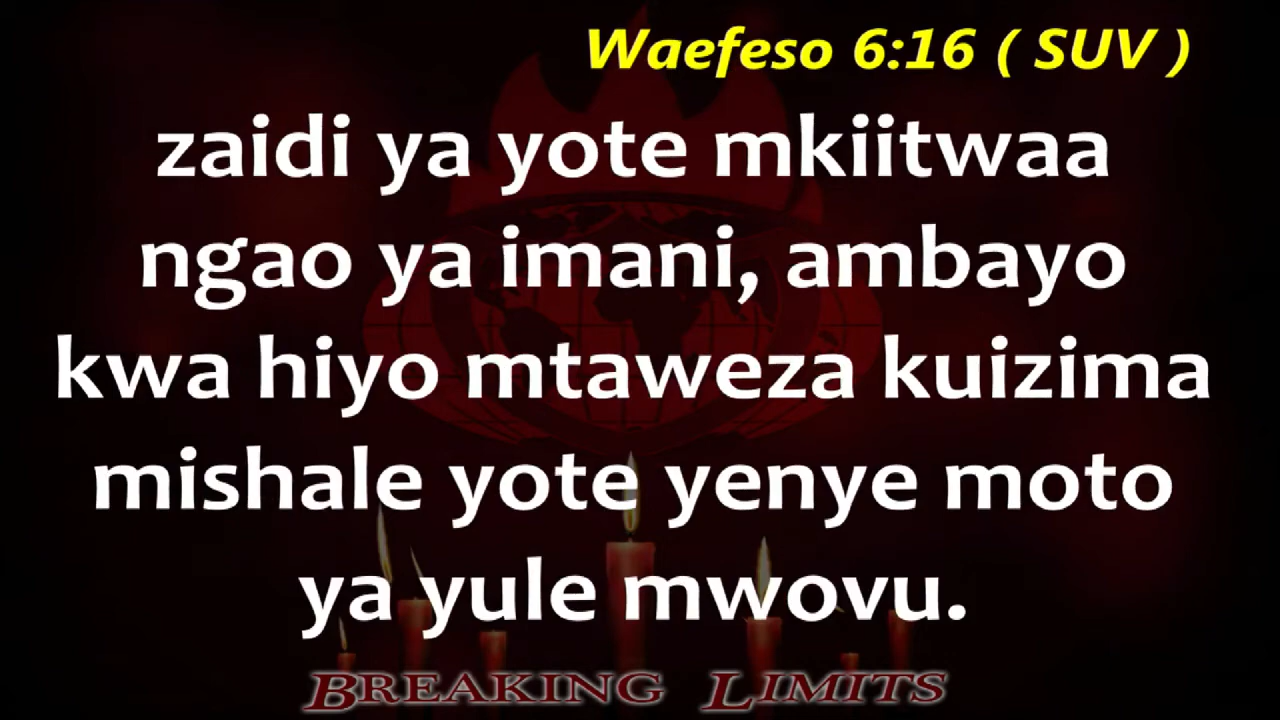 Waefeso 6:16 ( SUV )
zaidi ya yote mkiitwaa
ngao ya imani, ambayo
kwa hiyo mtaweza kuizima
mishale yote yenye moto
ya yule mwovu.
BREAKING LIMITS